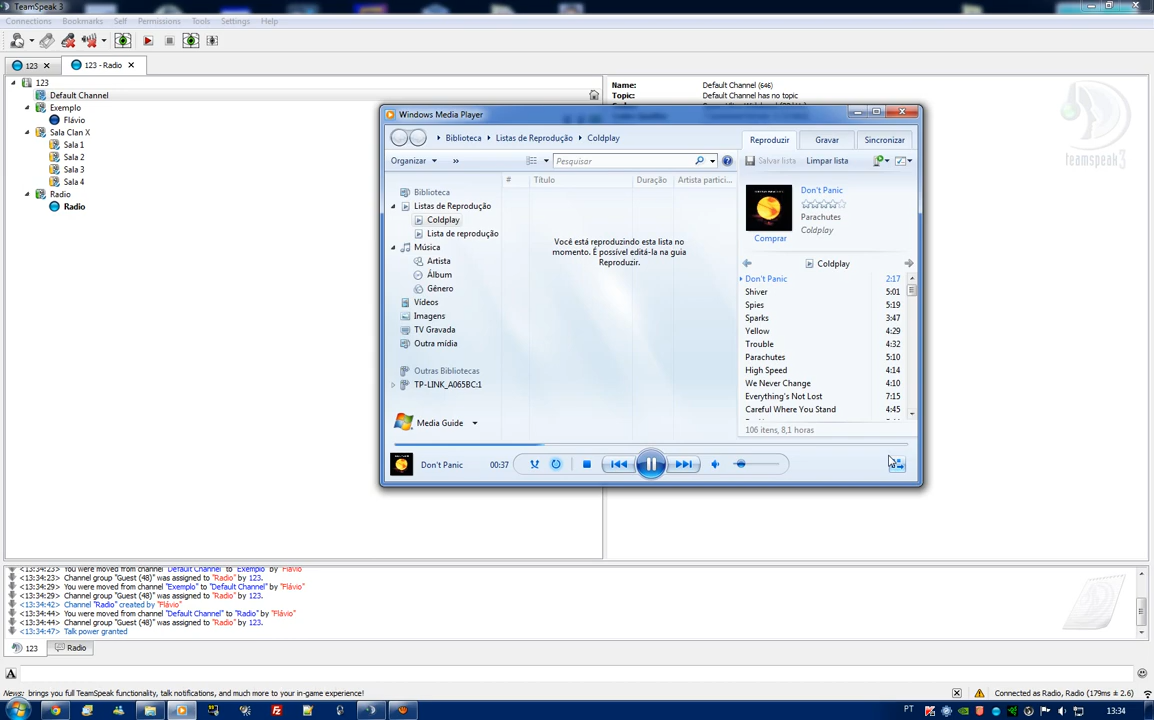 TeamSpeak 3
Connections Bookmarks Self Permissions Tools Settings Help
123
123 - Radio
123
Default Channel
Exemplo
Flávio
Sala Clan X
Sala 1
Sala 2
Sala 3
Sala 4
Radio
Radio
Name: Default Channel (646)
Topic: Default Channel has no topic
teamspeak3
Windows Media Player
Biblioteca
Listas de Reprodução
Coldplay
Reproduzir
Gravar
Sincronizar
Organizar
»
Pesquisar
Salvar lista
Limpar lista
Biblioteca
Listas de Reprodução
Coldplay
Lista de reprodução
Música
Artista
Álbum
Gênero
Vídeos
Imagens
TV Gravada
Outra mídia
Outras Bibliotecas
TP-LINK_A065BC:1
Media Guide
# Título Duração Artista partici...
Você está reproduzindo esta lista no
momento. É possível editá-la na guia
Reproduzir.
Don't Panic
Parachutes
Coldplay
Comprar
Coldplay
Don't Panic 2:17
Shiver 5:01
Spies 5:19
Sparks 3:47
Yellow 4:29
Trouble 4:32
Parachutes 5:10
High Speed 4:14
We Never Change 4:10
Everything's Not Lost 7:15
Careful Where You Stand 4:45
106 itens, 8,1 horas
Don't Panic 00:37
<13:34:23> You were moved from channel "Default Channel" to "Exemplo" by "Flávio"
<13:34:23> Channel group "Guest (48)" was assigned to "Radio" by 123.
<13:34:29> You were moved from channel "Exemplo" to "Default Channel" by "Flávio"
<13:34:29> Channel group "Guest (48)" was assigned to "Radio" by 123.
<13:34:42> Channel "Radio" created by "Flávio"
<13:34:44> You were moved from channel "Default Channel" to "Radio" by "Flávio"
<13:34:44> Channel group "Guest (48)" was assigned to "Radio" by 123.
<13:34:47> Talk power granted
123
Radio
News: brings you full TeamSpeak functionality, talk notifications, and much more to your in-game experience!
Connected as Radio, Radio (179ms ± 2.6)
PT
13:34